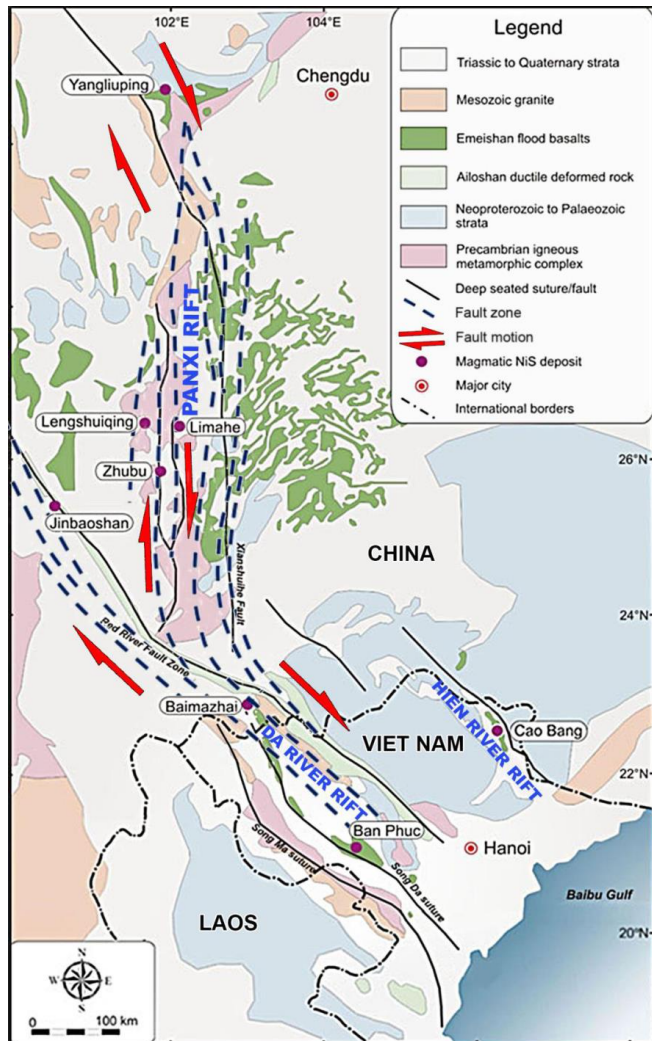 102°E
104°E
Legend
Triassic to Quaternary strata
Mesozoic granite
Emeishan flood basalts
Ailoshan ductile deformed rock
Neoproterozoic to Palaeozoic
strata
Precambrian igneous
metamorphic complex
Deep seated suture/fault
Fault zone
Fault motion
Magmatic NiS deposit
Major city
International borders
Yangliuping
Chengdu
PANXI RIFT
Lengshuiqing
Limahe
Zhubu
Jinbaoshan
26°N
CHINA
Xianshuihe Fault
24°N
Red River Fault Zone
Baimazhai
VIET NAM
HIEN RIVER RIFT
Cao Bang
DA RIVER RIFT
22°N
Ban Phuc
Hanoi
Song Ma
suture
Song Da
suture
LAOS
Baibu Gulf
20°N
N
W
E
S
0
100 km